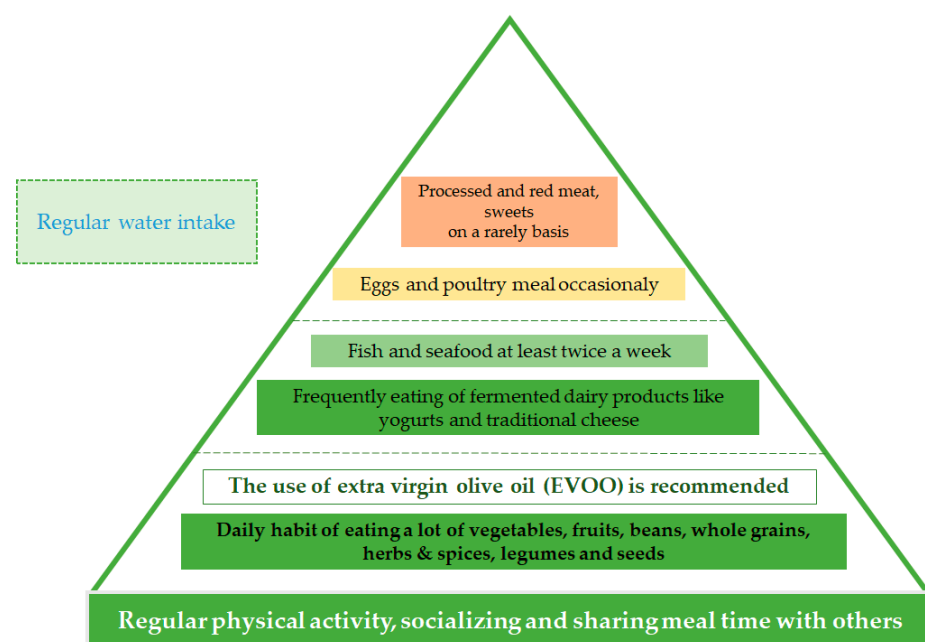 Processed and red meat,
sweets
on a rarely basis
Regular water intake
Eggs and poultry meal occasionaly
Fish and seafood at least twice a week
Frequently eating of fermented dairy products like
yogurts and traditional cheese
The use of extra virgin olive oil (EVOO) is recommended
Daily habit of eating a lot of vegetables, fruits, beans, whole grains,
herbs & spices, legumes and seeds
Regular physical activity, socializing and sharing meal time with others